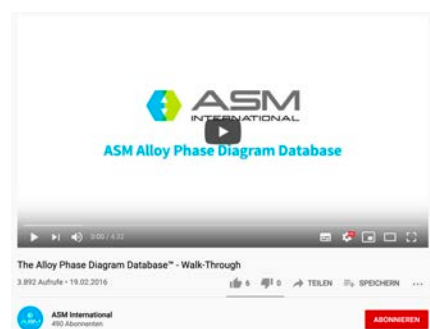 ASM
INTERNATIONAL
ASM Alloy Phase Diagram Database
0:00 / 4:32
The Alloy Phase Diagram Database™ - Walk-Through
3.892 Aufrufe • 19.02.2016
6
0
TEILEN
SPEICHERN
ASM International
490 Abonnenten
ABONNIEREN